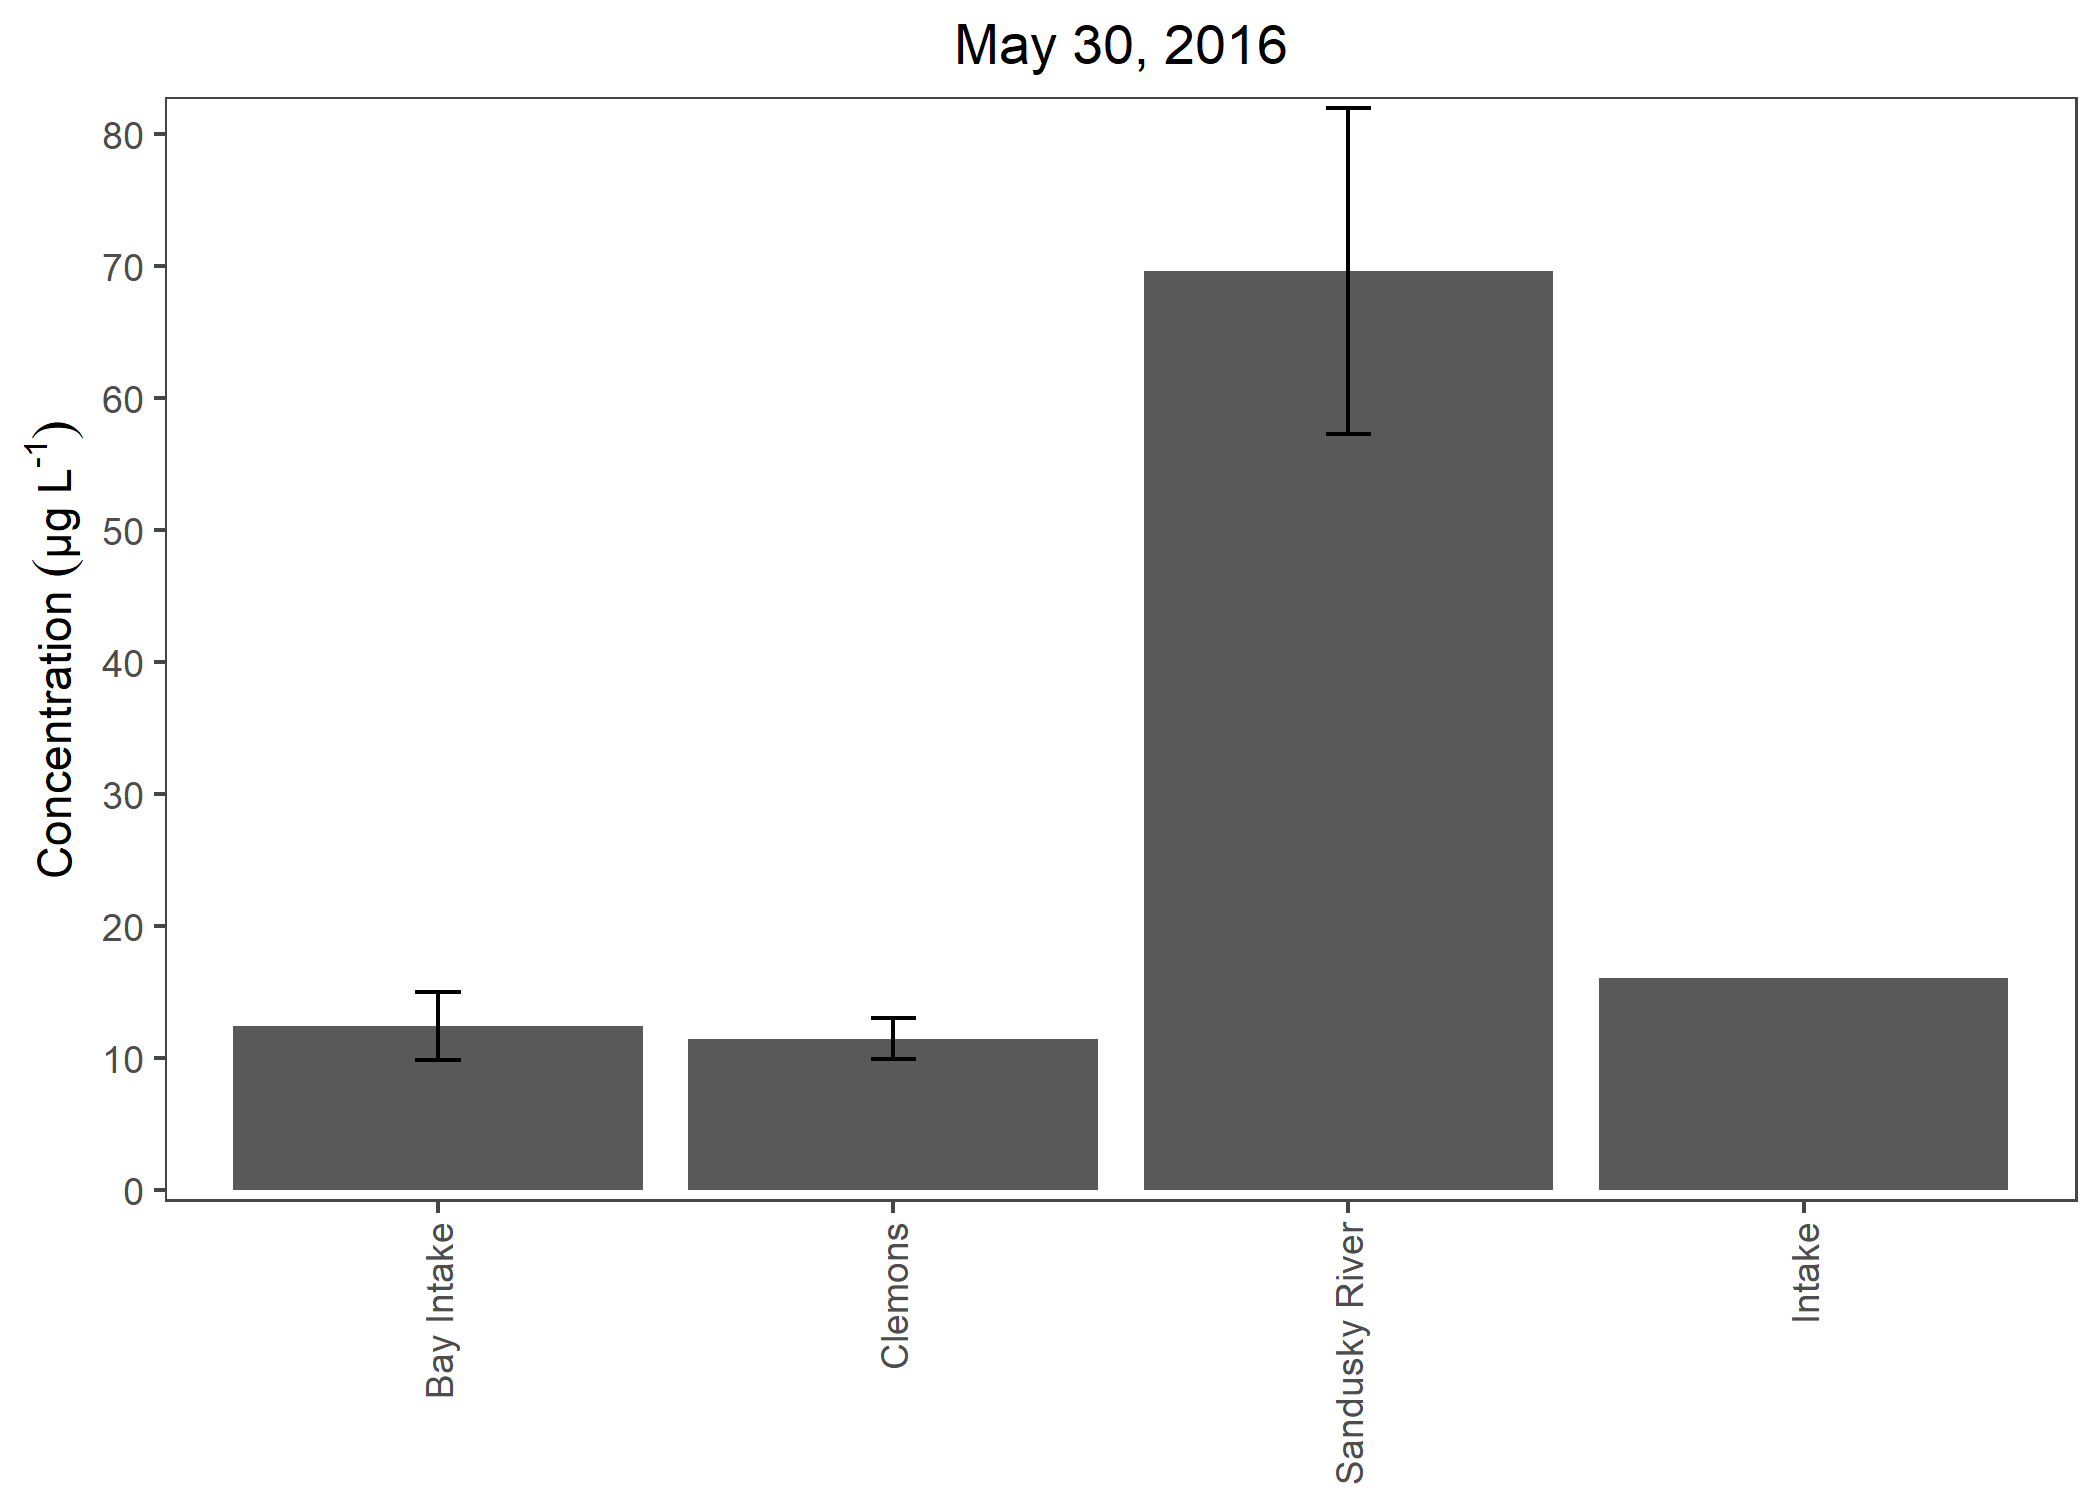 May 30, 2016
Concentration (µg L⁻¹)
80
70
60
50
40
30
20
10
0
Bay Intake
Clemons
Sandusky River
Intake